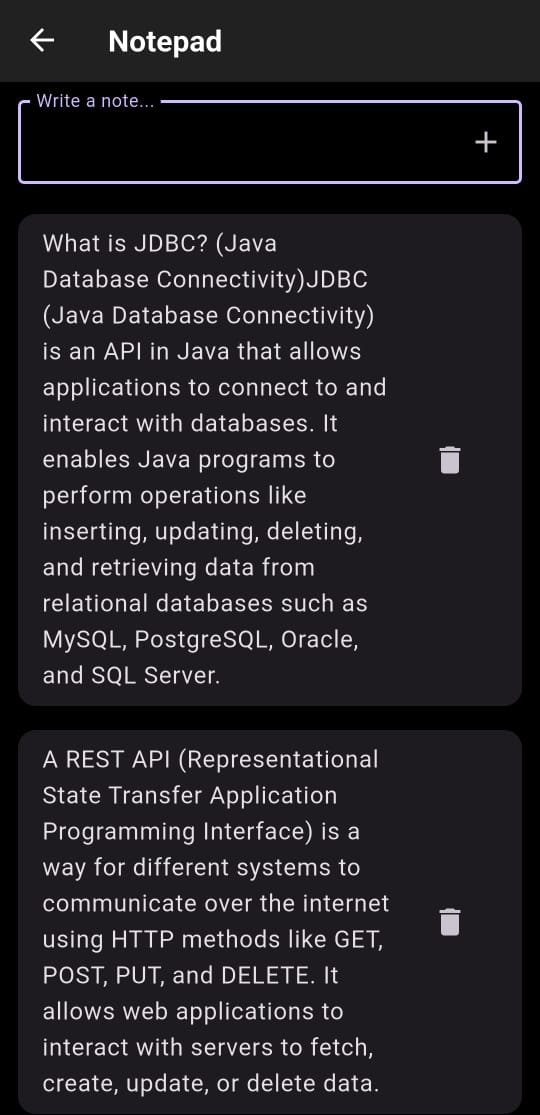 Notepad
Write a note...
What is JDBC? (Java
Database Connectivity)JDBC
(Java Database Connectivity)
is an API in Java that allows
applications to connect to and
interact with databases. It
enables Java programs to
perform operations like
inserting, updating, deleting,
and retrieving data from
relational databases such as
MySQL, PostgreSQL, Oracle,
and SQL Server.
A REST API (Representational
State Transfer Application
Programming Interface) is a
way for different systems to
communicate over the internet
using HTTP methods like GET,
POST, PUT, and DELETE. It
allows web applications to
interact with servers to fetch,
create, update, or delete data.